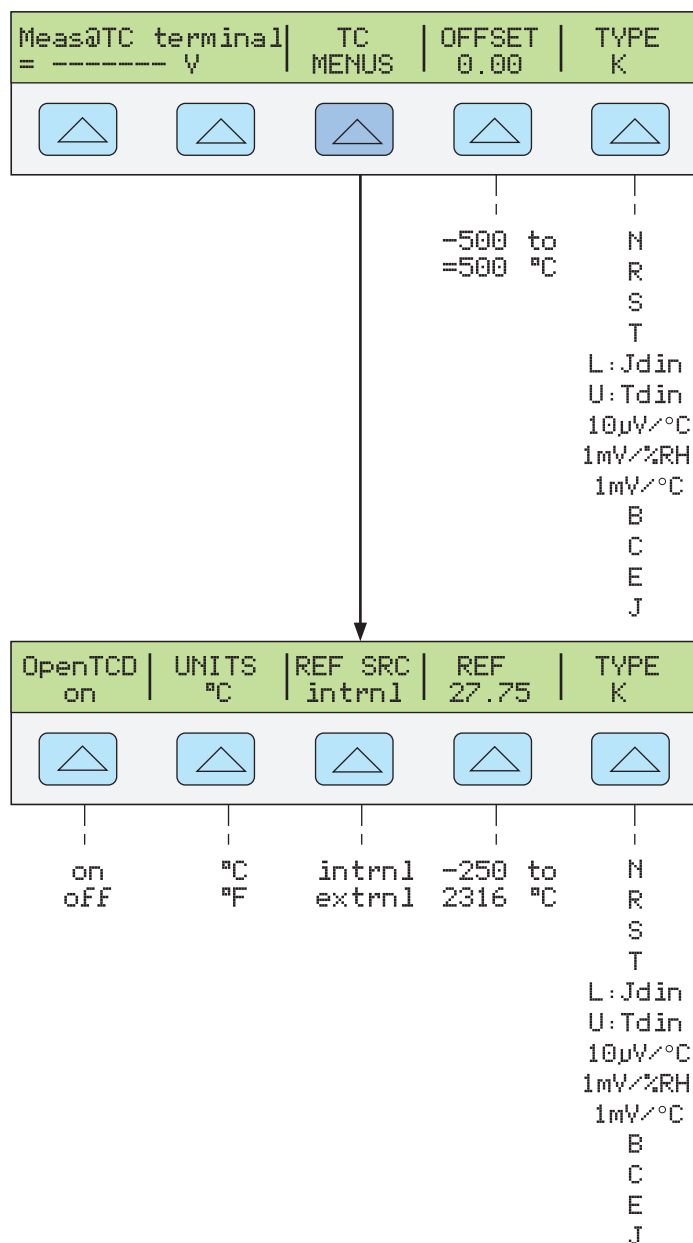 Meas@TC terminal| TC | OFFSET | TYPE
= ------- V | MENUS | 0.00 | K
-500 to
=500 °C
N
R
S
T
L:Jdin
U:Tdin
10µV/°C
1mV/%RH
1mV/°C
B
C
E
J
OpenTCD | UNITS |REF SRC | REF | TYPE
on | °C | intrnl | 27.75 | K
on
off
°C
°F
intrnl
extrnl
-250 to
2316 °C
N
R
S
T
L:Jdin
U:Tdin
10µV/°C
1mV/%RH
1mV/°C
B
C
E
J